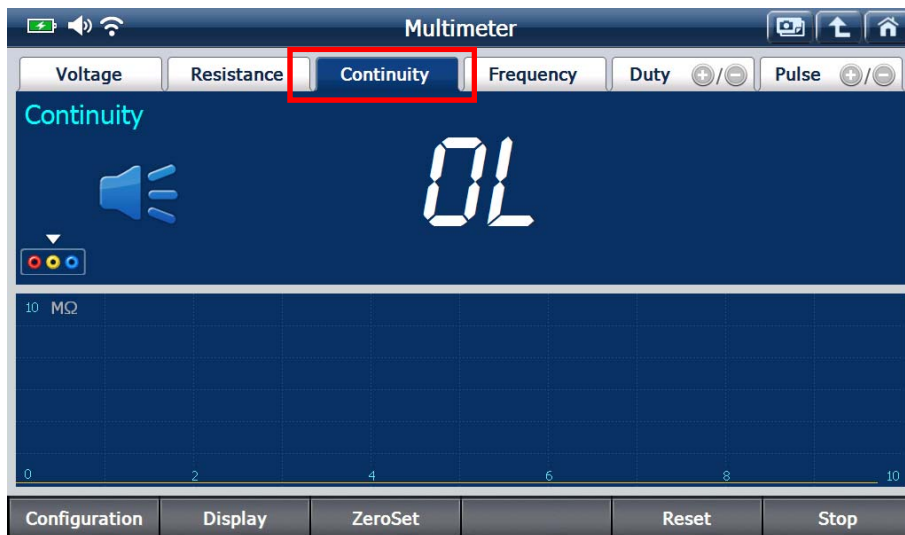 Multimeter
Voltage Resistance Continuity Frequency Duty +/- Pulse +/-
Continuity
OL
10 MΩ
0 2 4 6 8 10
Configuration Display ZeroSet Reset Stop